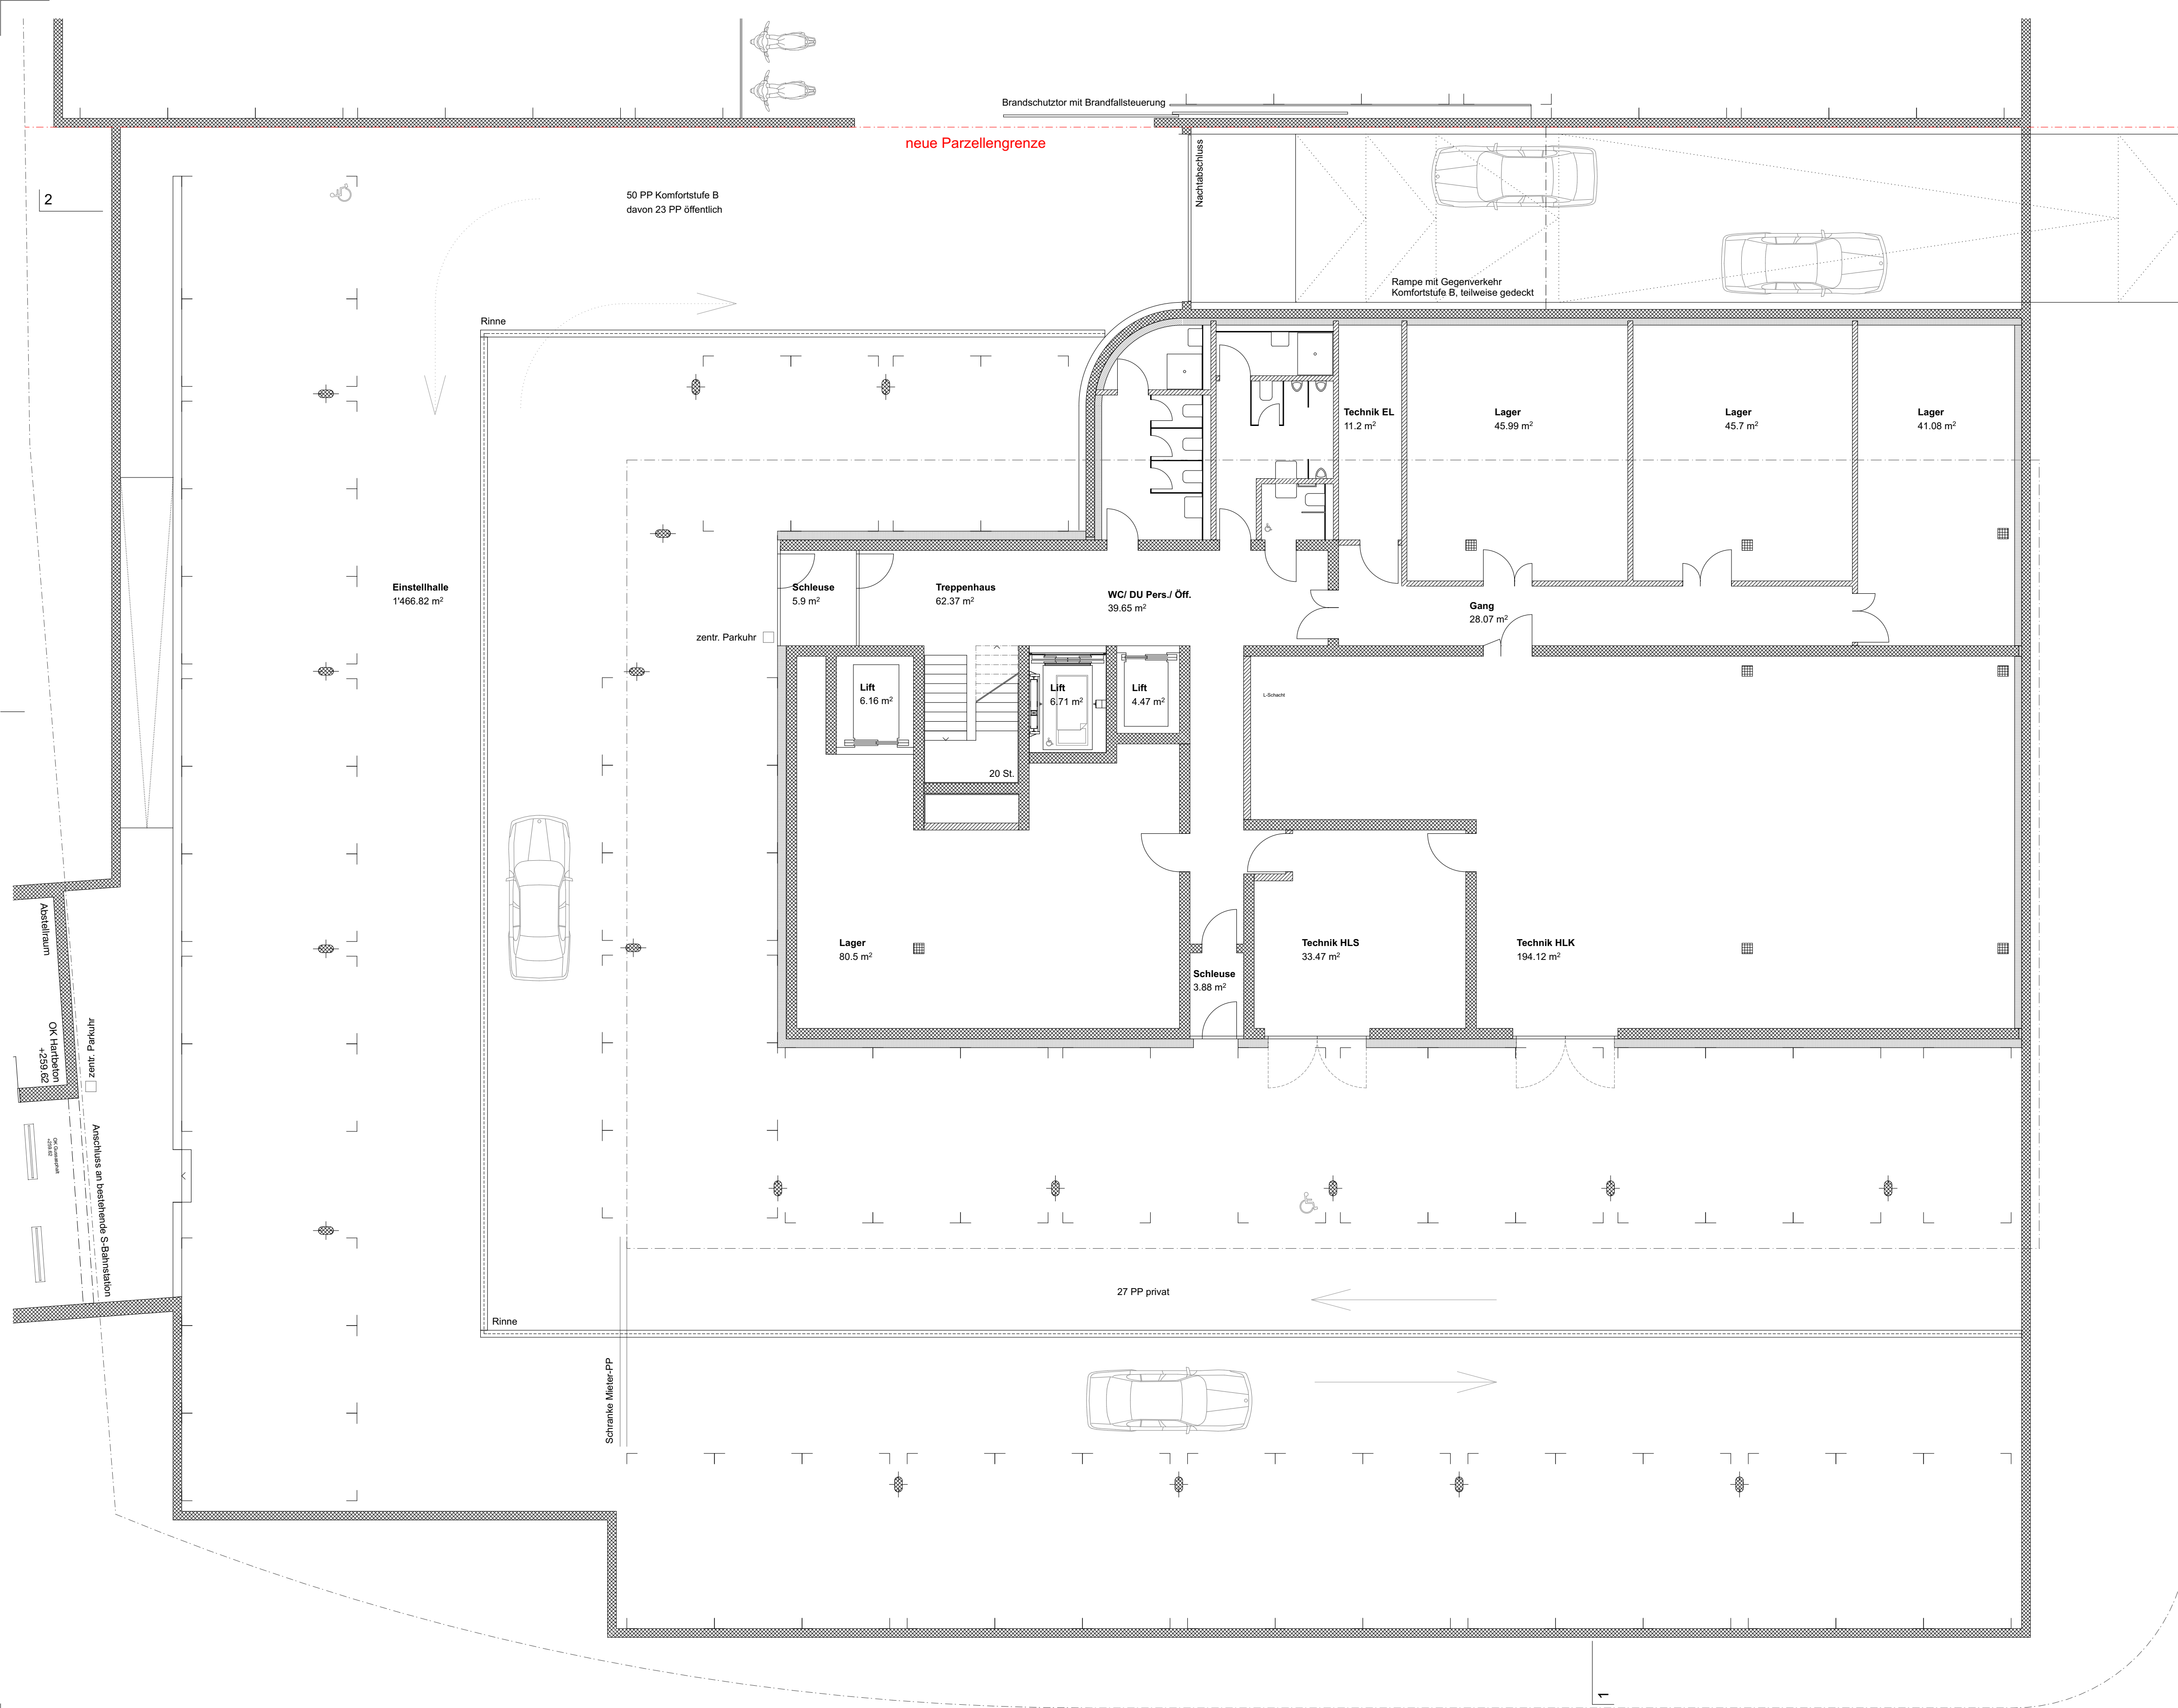 Brandschutztor mit Brandfallsteuerung
neue Parzellengrenze
Nachtabschluss
2
50 PP Komfortstufe B
davon 23 PP öffentlich
Rampe mit Gegenverkehr
Komfortstufe B, teilweise gedeckt
Rinne
Technik EL
11.2 m²
Lager
45.99 m²
Lager
45.7 m²
Lager
41.08 m²
Einstellhalle
1'466.82 m²
Schleuse
5.9 m²
Treppenhaus
62.37 m²
WC/ DU Pers./ Öff.
39.65 m²
Gang
28.07 m²
zentr. Parkuhr
Lift
6.16 m²
Lift
6.71 m²
Lift
4.47 m²
L-Schacht
20 St.
Abstellraum
Lager
80.5 m²
Technik HLS
33.47 m²
Technik HLK
194.12 m²
Schleuse
3.88 m²
OK Hartbeton
+259.62
zentr. Parkuhr
OK Gussasphalt
+259.62
Anschluss an bestehende S-Bahnstation
27 PP privat
Rinne
Schranke Mieter-PP
1